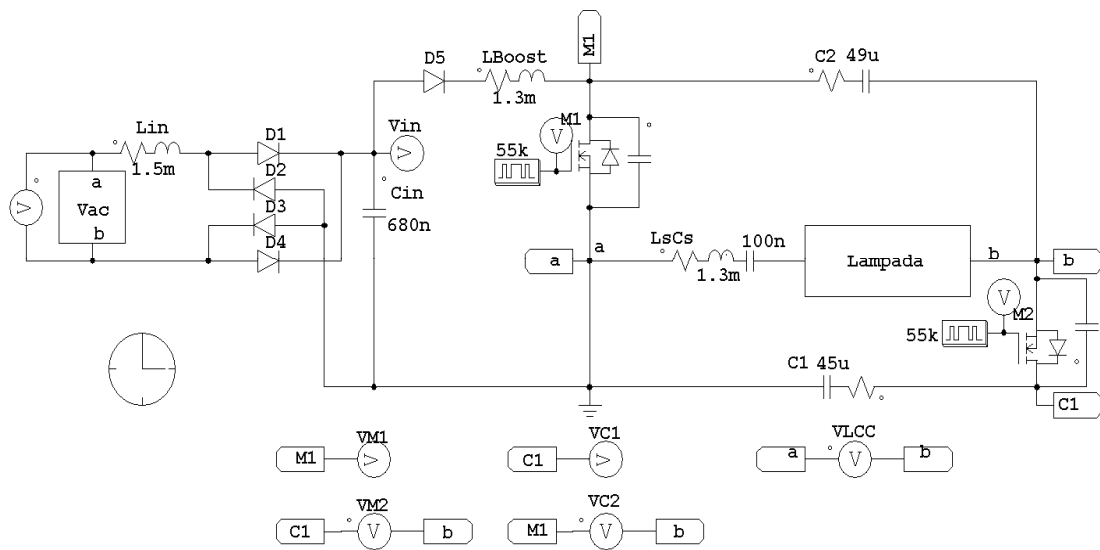 M1
D5
LBoost
1.3m
C2 49u
Lin
1.5m
D1
D2
D3
D4
Vin
V
Cin
680n
M1
V
55k
V
a
Vac
b
a
a
LsCs
1.3m
100n
Lampada
b
b
V
M2
55k
C1 45u
C1
VM1
M1
V
VC1
C1
V
VLCC
a
V
b
VM2
C1
V
b
VC2
M1
V
b